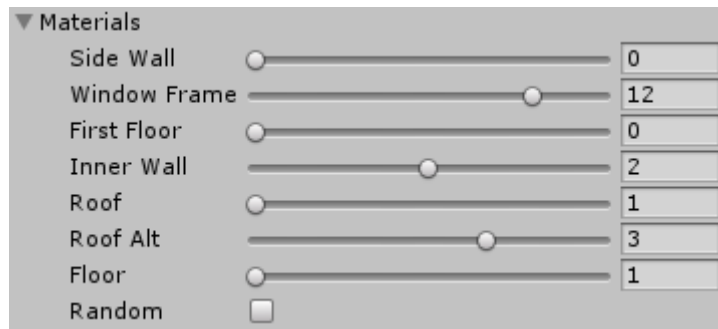 Materials
Side Wall 0
Window Frame 12
First Floor 0
Inner Wall 2
Roof 1
Roof Alt 3
Floor 1
Random